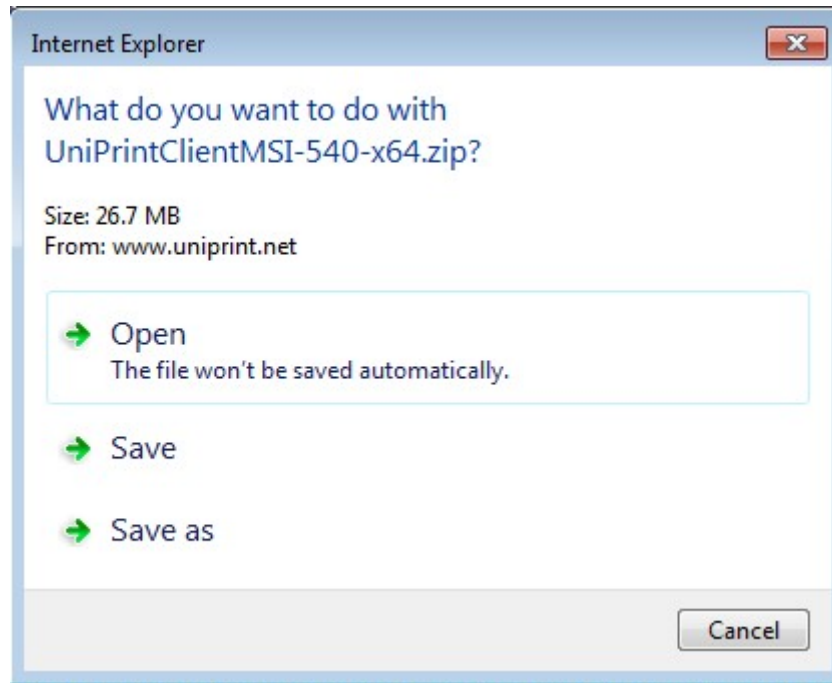 Internet Explorer
What do you want to do with
UniPrintClientMSI-540-x64.zip?
Size: 26.7 MB
From: www.uniprint.net
Open
The file won't be saved automatically.
Save
Save as
Cancel